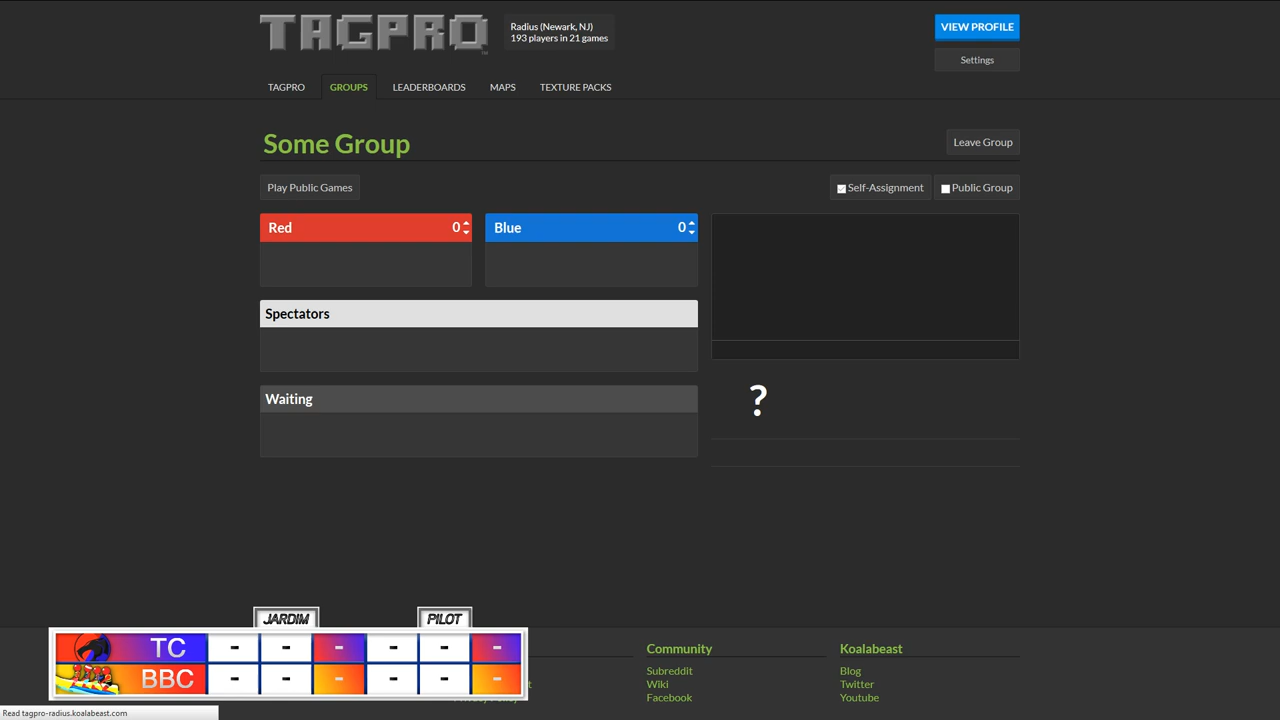 TAGPRO
Radius (Newark, NJ)
193 players in 21 games
VIEW PROFILE
Settings
TAGPRO GROUPS LEADERBOARDS MAPS TEXTURE PACKS
Some Group
Leave Group
Play Public Games
Self-Assignment
Public Group
Red 0
Blue 0
Spectators
Waiting
?
JARDIM PILOT
TC - - - - - -
BBC - - - - - -
Community
Subreddit
Wiki
Facebook
Koalabeast
Blog
Twitter
Youtube
Read tagpro-radius.koalabeast.com